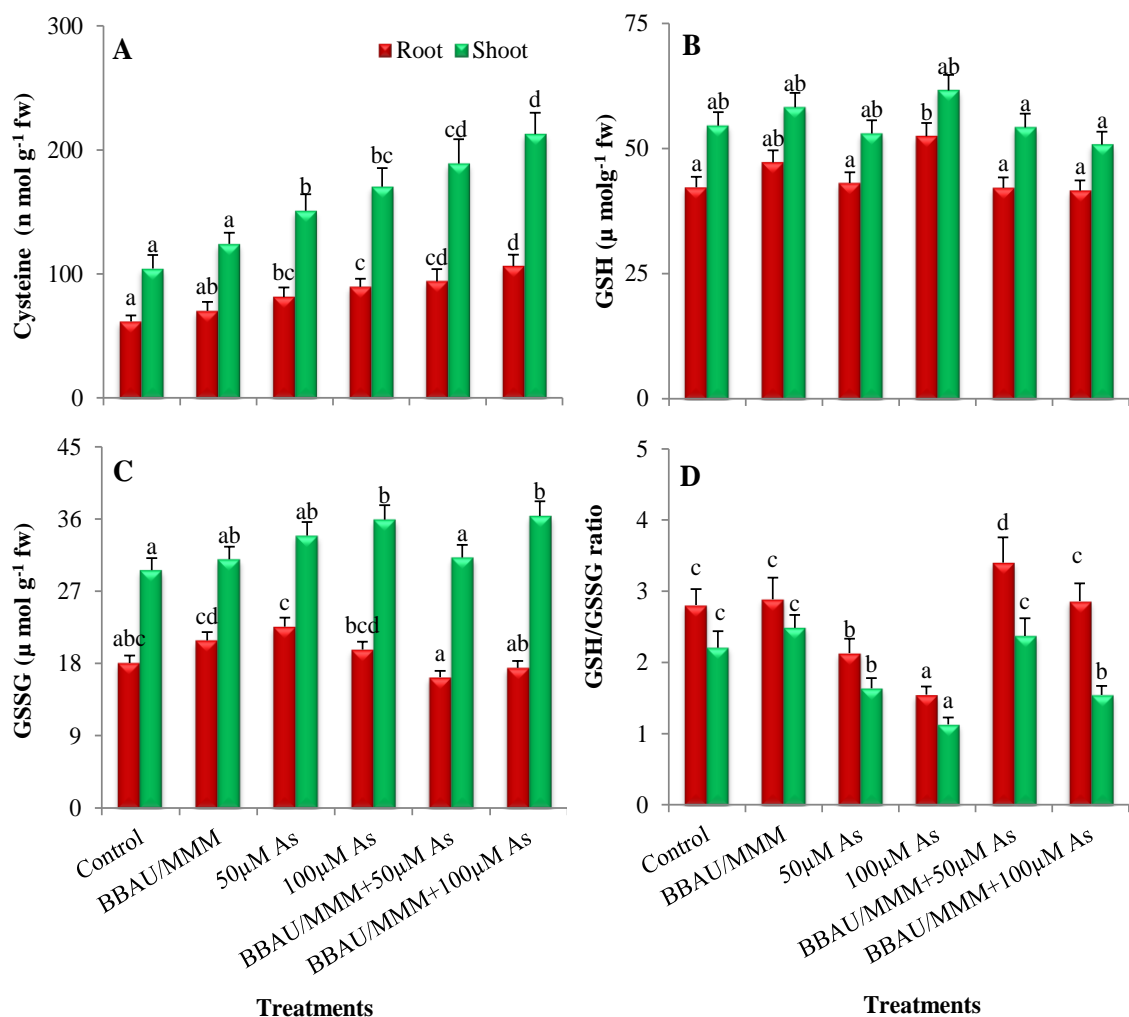 A
Root Shoot
Cysteine (n mol g-1 fw)
300
200
100
0
a a
ab a
bc b
c bc
cd cd
d d
B
GSH (µ molg-1 fw)
75
50
25
0
a ab
ab ab
a ab
b ab
a a
a a
C
GSSG (µ mol g-1 fw)
45
36
27
18
9
0
abc a
cd ab
c ab
bcd b
a a
ab b
Control
BBAU/MMM
50µM As
100µM As
BBAU/MMM+50µM As
BBAU/MMM+100µM As
Treatments
D
GSH/GSSG ratio
5
4
3
2
1
0
c c
c c
b b
a a
d c
c b
Control
BBAU/MMM
50µM As
100µM As
BBAU/MMM+50µM As
BBAU/MMM+100µM As
Treatments